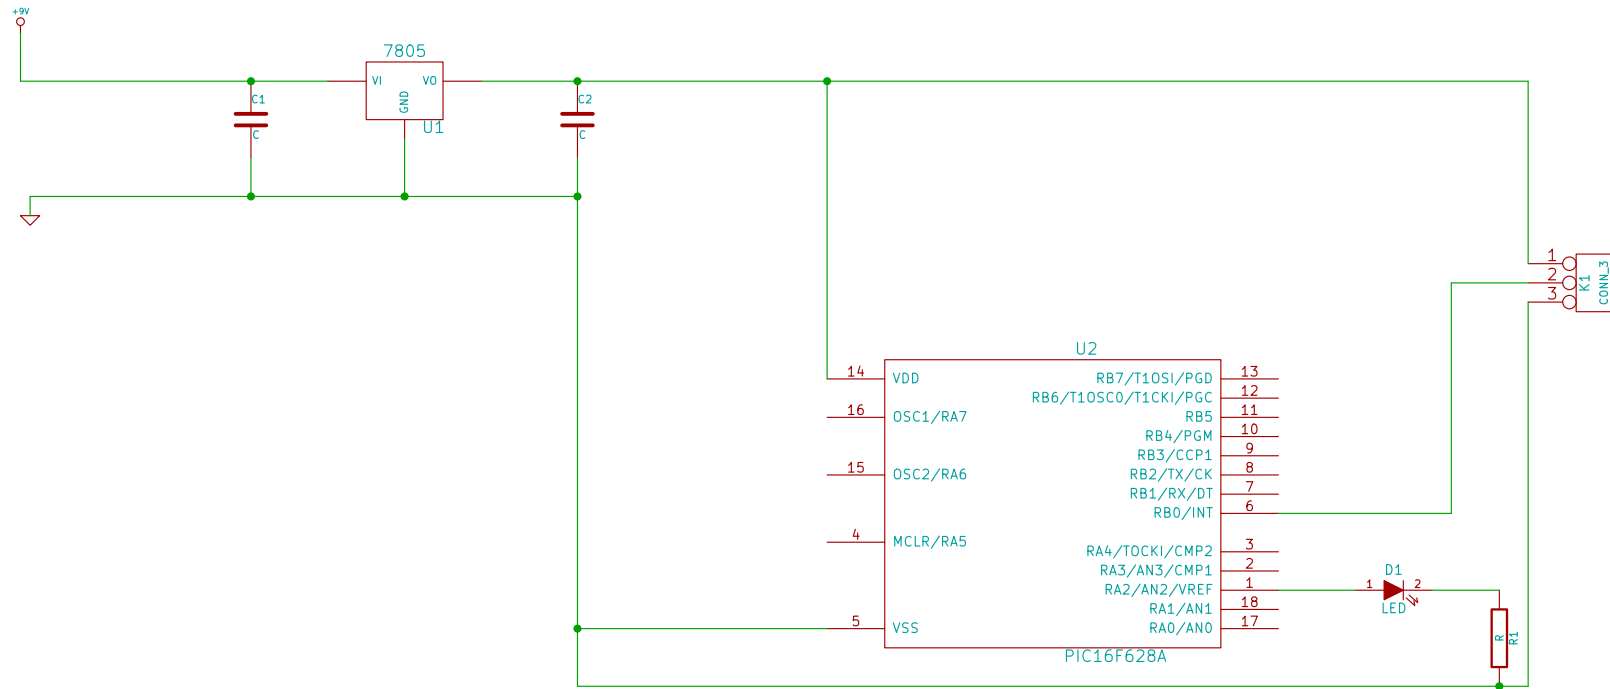 +9V
7805
VI
VO
GND
U1
C1
C
C2
C
1
2
3
K1
CONN_3
U2
14
VDD
16
OSC1/RA7
15
OSC2/RA6
4
MCLR/RA5
5
VSS
RB7/T1OSI/PGD
13
RB6/T1OSCO/T1CKI/PGC
12
RB5
11
RB4/PGM
10
RB3/CCP1
9
RB2/TX/CK
8
RB1/RX/DT
7
RB0/INT
6
RA4/TOCKI/CMP2
3
RA3/AN3/CMP1
2
RA2/AN2/VREF
1
RA1/AN1
18
RA0/AN0
17
PIC16F628A
D1
1
2
LED
R
R1